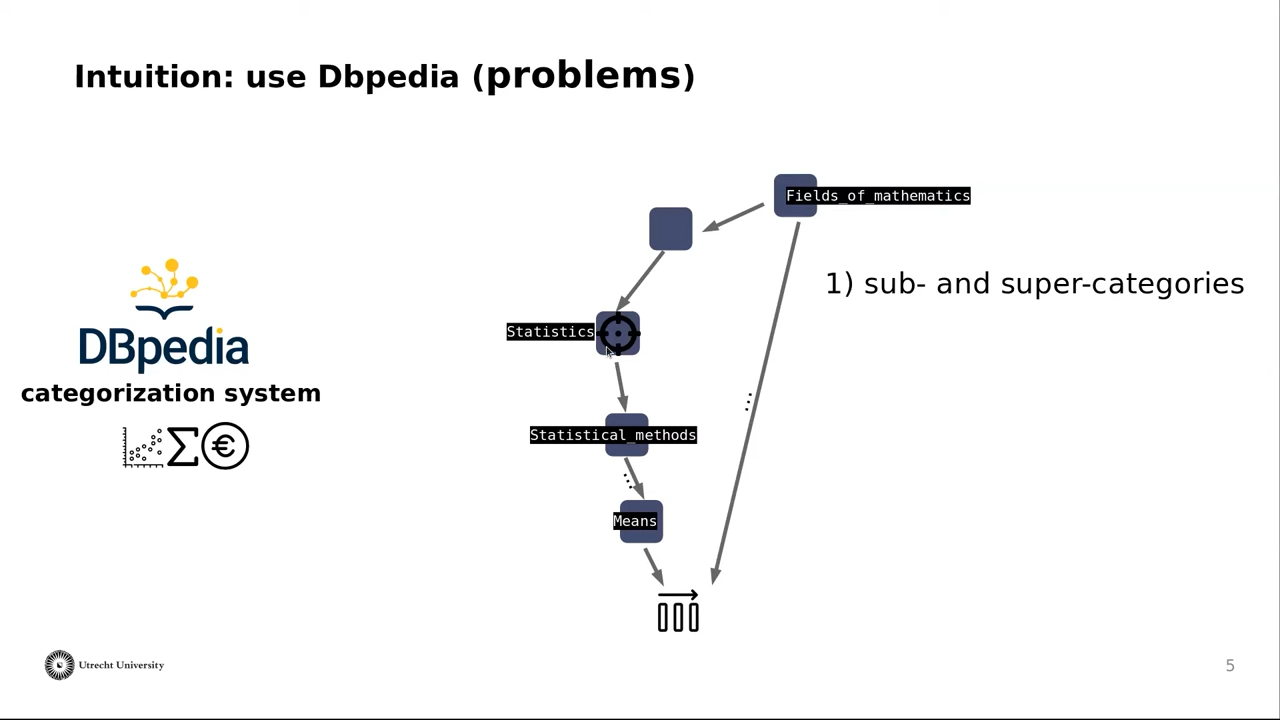 Intuition: use Dbpedia (problems)
Fields_of_mathematics
1) sub- and super-categories
Statistics
DBpedia
categorization system
Statistical_methods
Means
Utrecht University
5